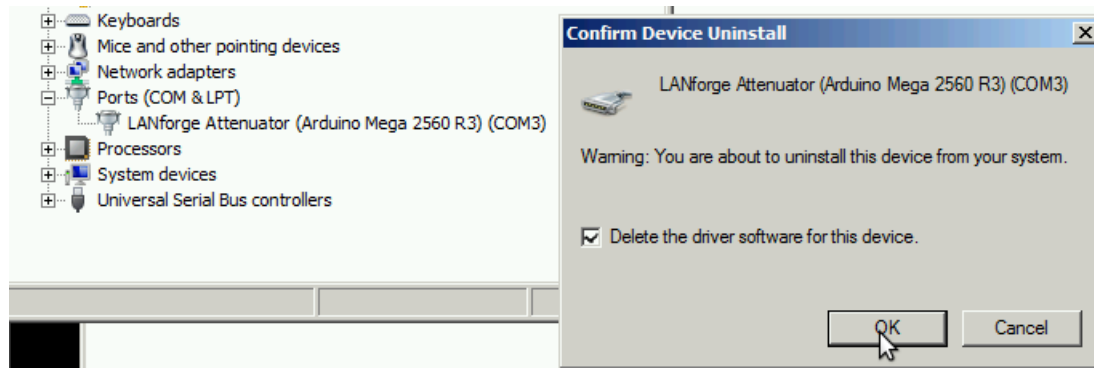 Keyboards
Mice and other pointing devices
Network adapters
Ports (COM & LPT)
LANforge Attenuator (Arduino Mega 2560 R3) (COM3)
Processors
System devices
Universal Serial Bus controllers
Confirm Device Uninstall
LANforge Attenuator (Arduino Mega 2560 R3) (COM3)
Warning: You are about to uninstall this device from your system.
Delete the driver software for this device.
OK
Cancel